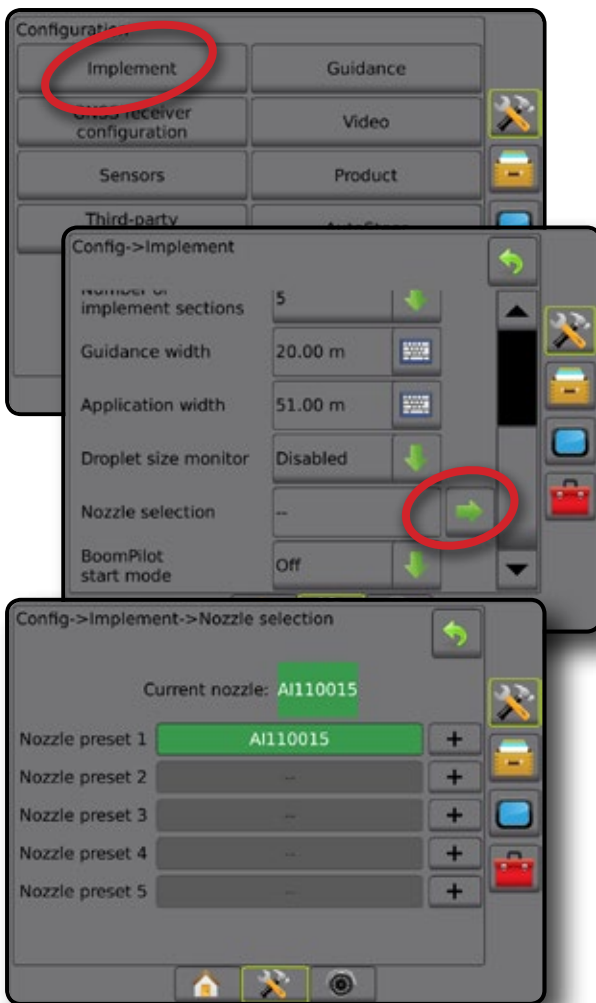 Configuration
Implement
Guidance
GNSS receiver
configuration
Video
Sensors
Product
Third-party
Config->Implement
Number of
implement sections
5
Guidance width
20.00 m
Application width
51.00 m
Droplet size monitor
Disabled
Nozzle selection
--
BoomPilot
start mode
Off
Config->Implement->Nozzle selection
Current nozzle: AI110015
Nozzle preset 1 AI110015 +
Nozzle preset 2 -- +
Nozzle preset 3 -- +
Nozzle preset 4 -- +
Nozzle preset 5 -- +